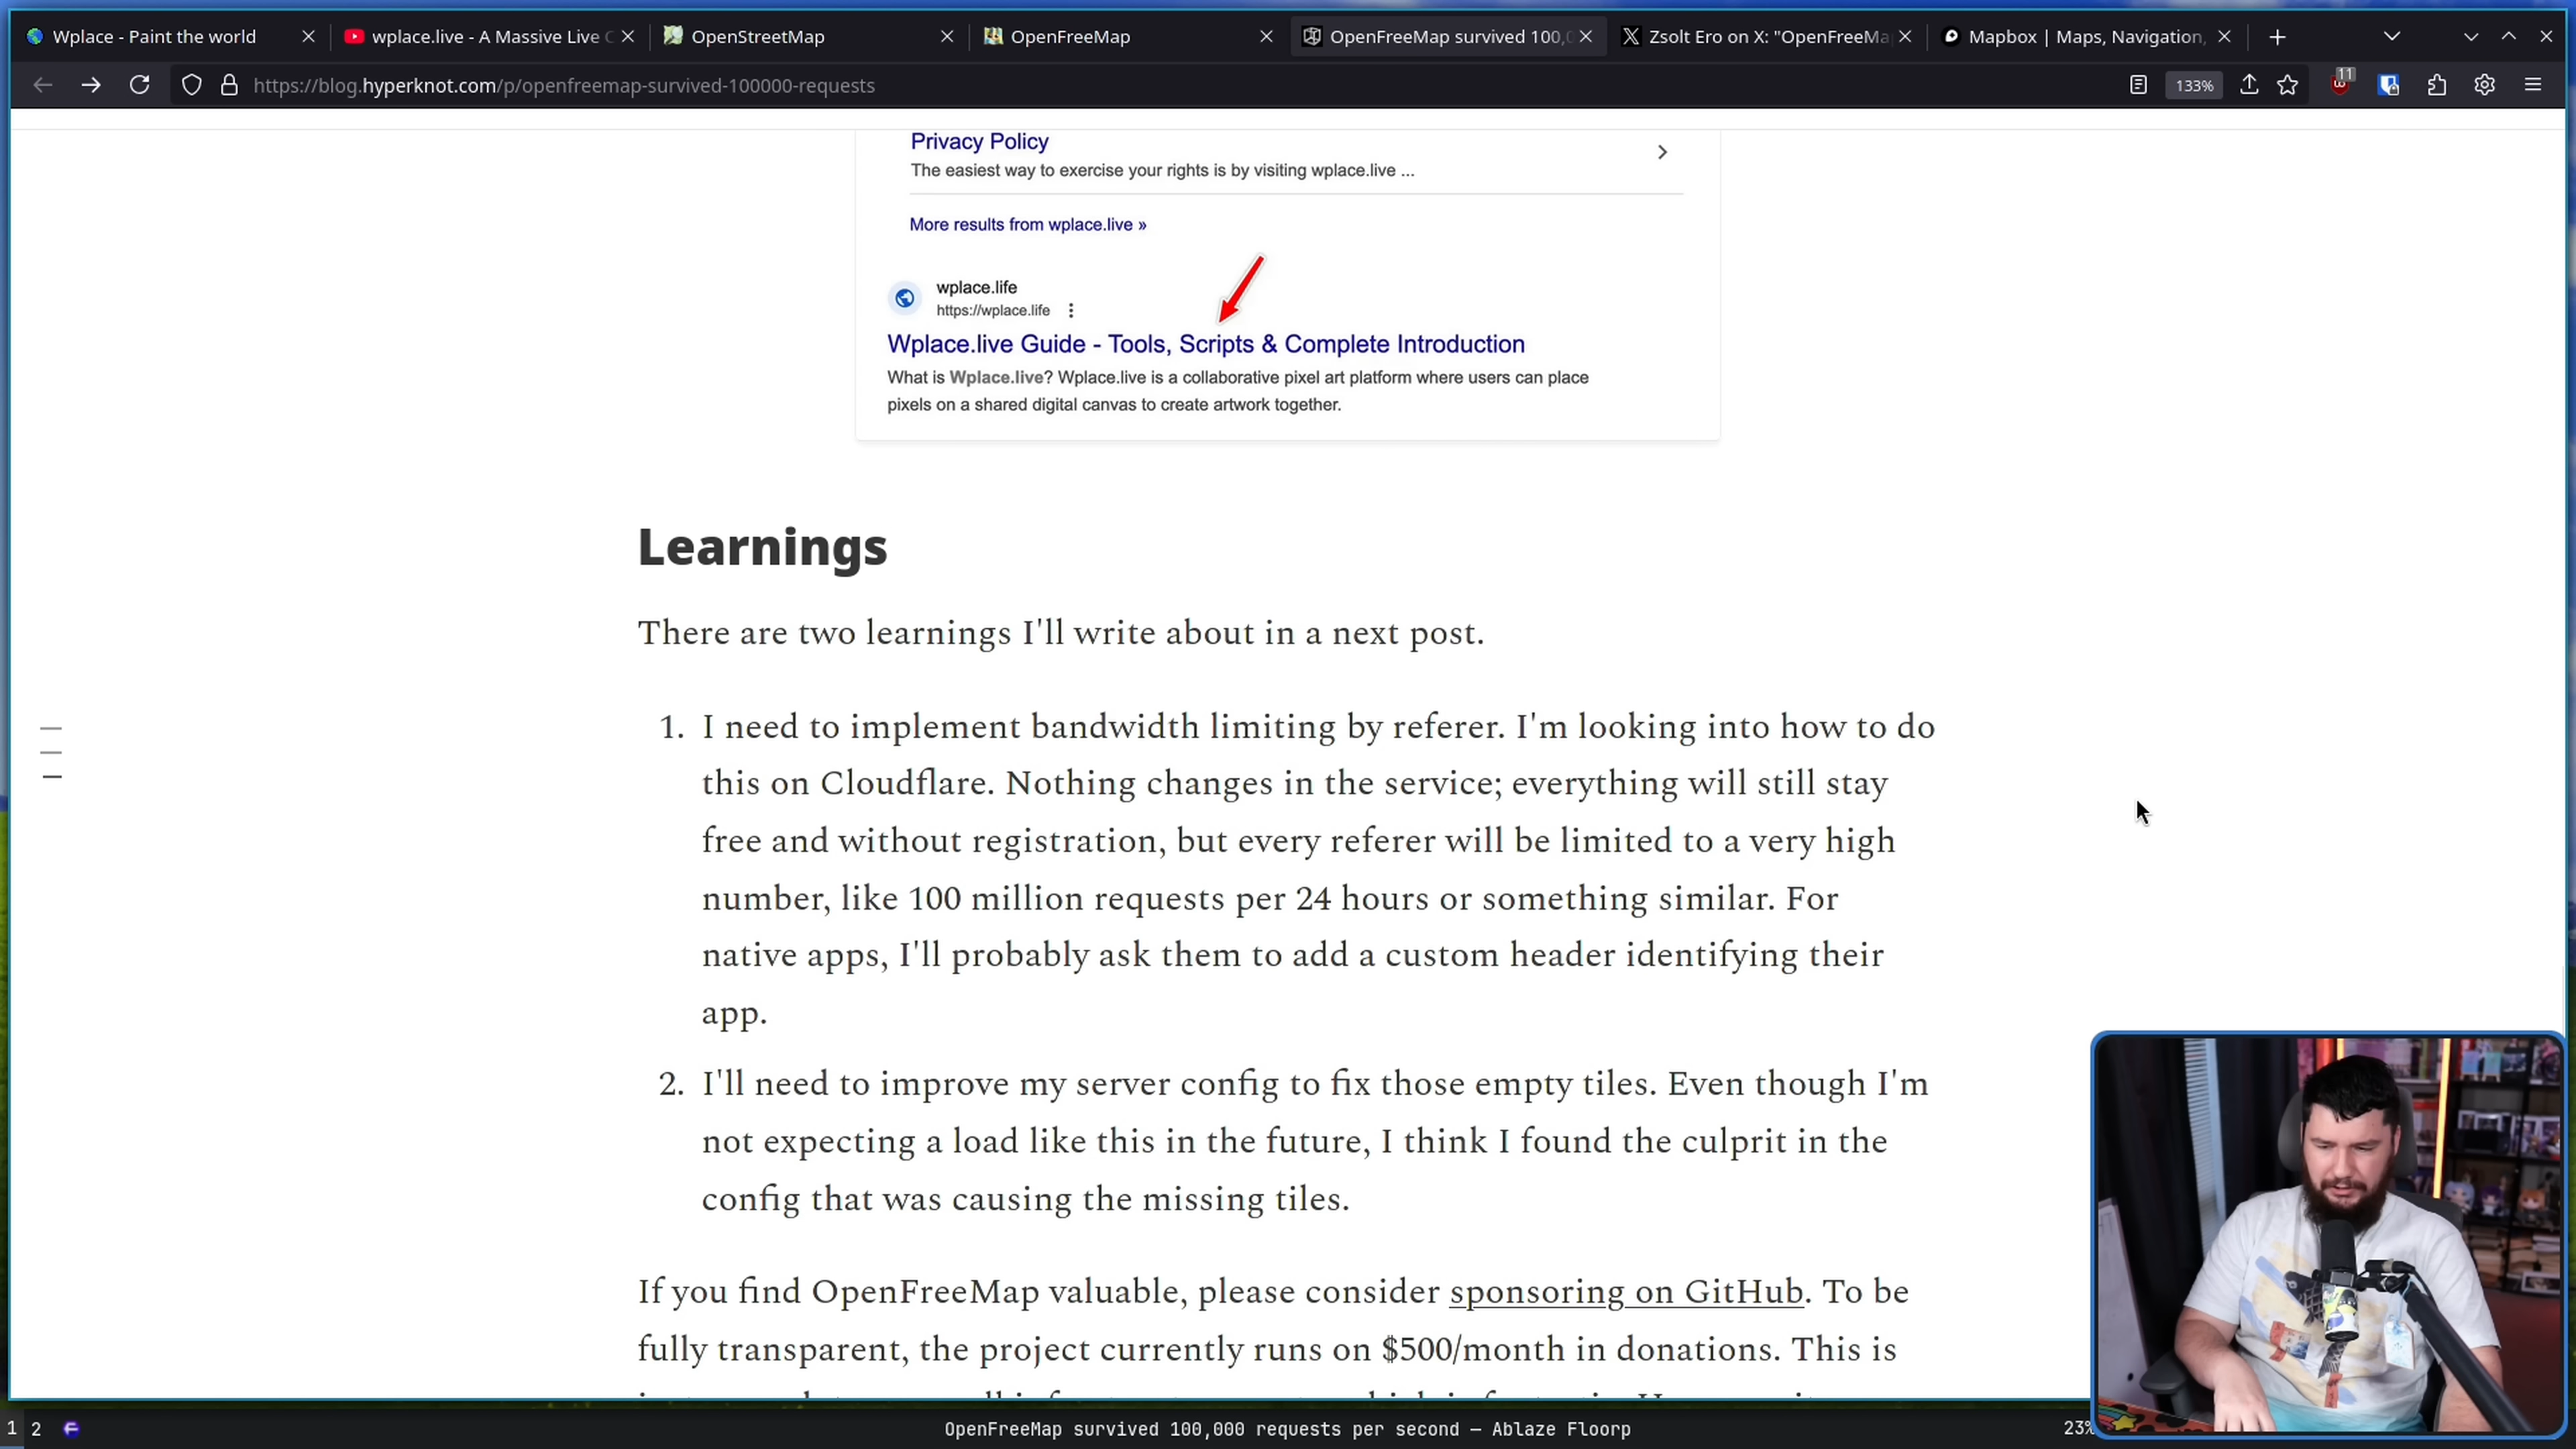 Wplace - Paint the world
wplace.live - A Massive Live C
OpenStreetMap
OpenFreeMap
OpenFreeMap survived 100,0
Zsolt Ero on X: "OpenFreeMa
Mapbox | Maps, Navigation,
https://blog.hyperknot.com/p/openfreemap-survived-100000-requests
133%
11
Privacy Policy
The easiest way to exercise your rights is by visiting wplace.live ...
More results from wplace.live »
wplace.life
https://wplace.life
Wplace.live Guide - Tools, Scripts & Complete Introduction
What is Wplace.live? Wplace.live is a collaborative pixel art platform where users can place
pixels on a shared digital canvas to create artwork together.
Learnings
There are two learnings I'll write about in a next post.
1. I need to implement bandwidth limiting by referer. I'm looking into how to do
this on Cloudflare. Nothing changes in the service; everything will still stay
free and without registration, but every referer will be limited to a very high
number, like 100 million requests per 24 hours or something similar. For
native apps, I'll probably ask them to add a custom header identifying their
app.
2. I'll need to improve my server config to fix those empty tiles. Even though I'm
not expecting a load like this in the future, I think I found the culprit in the
config that was causing the missing tiles.
If you find OpenFreeMap valuable, please consider sponsoring on GitHub. To be
fully transparent, the project currently runs on $500/month in donations. This is
1 2
OpenFreeMap survived 100,000 requests per second — Ablaze Floorp
23%